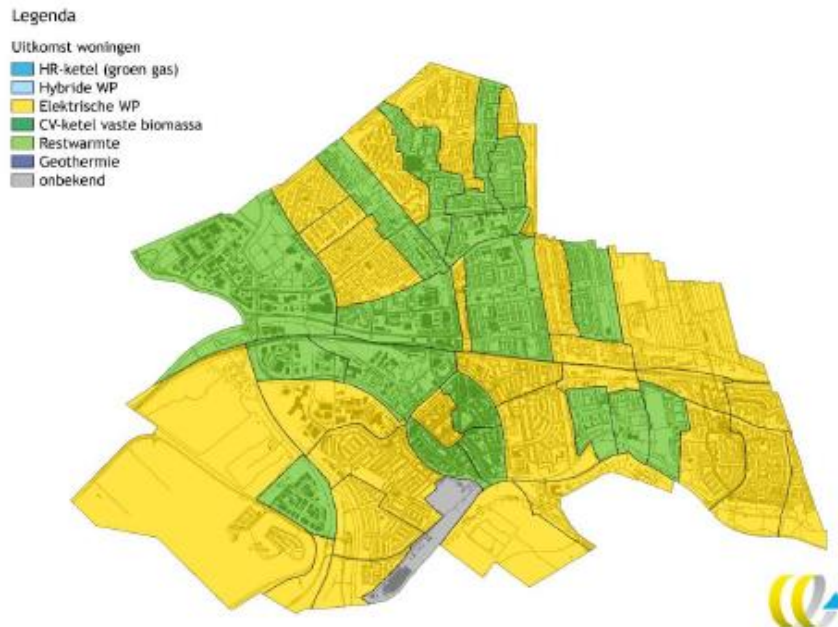 Legenda
Uitkomst woningen
HR-ketel (groen gas)
Hybride WP
Elektrische WP
CV-ketel vaste biomassa
Restwarmte
Geothermie
onbekend